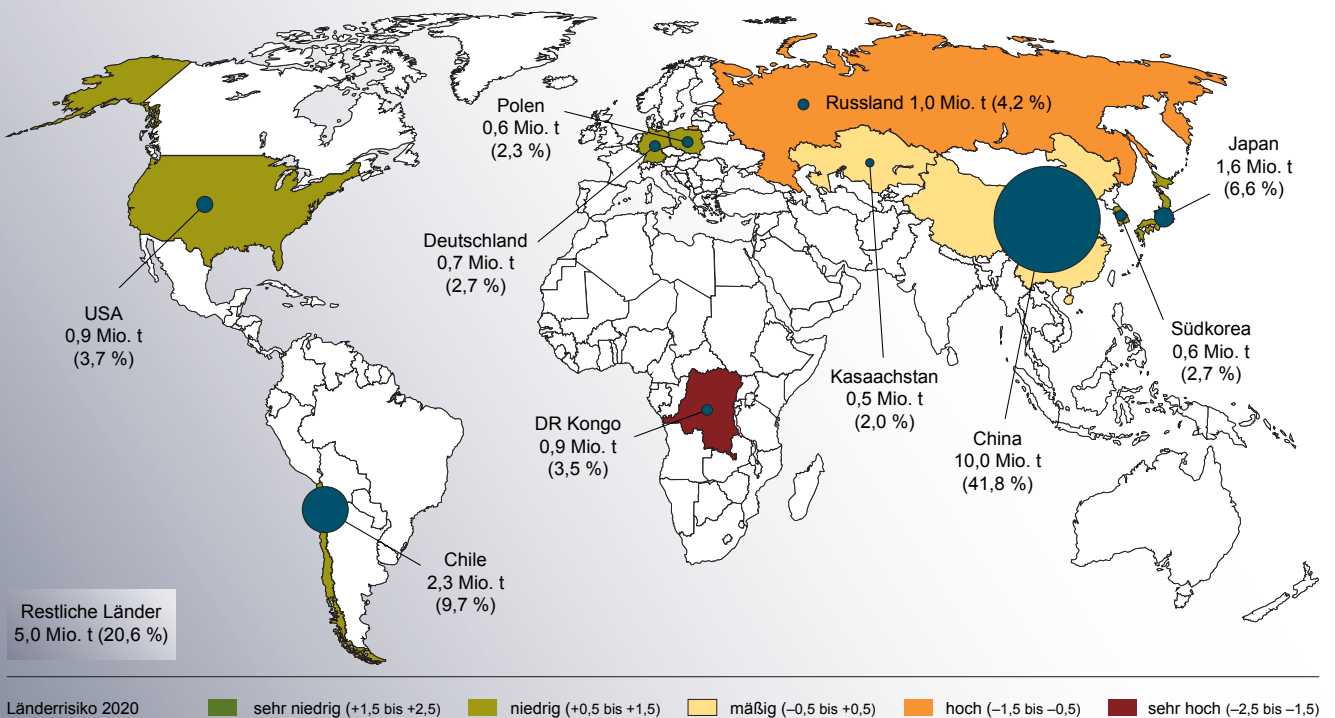 Polen
0,6 Mio. t
(2,3 %)
Russland 1,0 Mio. t (4,2 %)
Japan
1,6 Mio. t
(6,6 %)
Deutschland
0,7 Mio. t
(2,7 %)
USA
0,9 Mio. t
(3,7 %)
Südkorea
0,6 Mio. t
(2,7 %)
Kasaachstan
0,5 Mio. t
(2,0 %)
DR Kongo
0,9 Mio. t
(3,5 %)
China
10,0 Mio. t
(41,8 %)
Chile
2,3 Mio. t
(9,7 %)
Restliche Länder
5,0 Mio. t (20,6 %)
Länderrisiko 2020 sehr niedrig (+1,5 bis +2,5) niedrig (+0,5 bis +1,5) mäßig (–0,5 bis +0,5) hoch (–1,5 bis –0,5) sehr hoch (–2,5 bis –1,5)